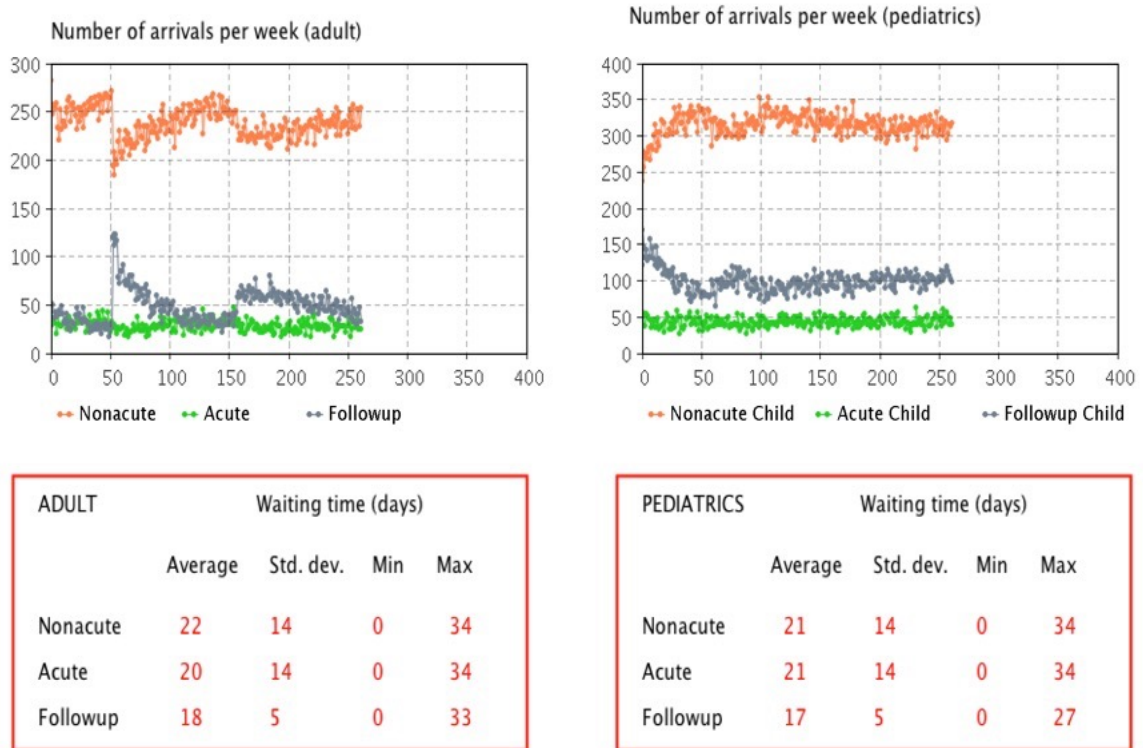 Number of arrivals per week (adult)
300
250
200
150
100
50
0
0 50 100 150 200 250 300 350 400
Nonacute Acute Followup
Number of arrivals per week (pediatrics)
400
350
300
250
200
150
100
50
0
0 50 100 150 200 250 300 350 400
Nonacute Child Acute Child Followup Child
ADULT Waiting time (days)
Average Std. dev. Min Max
Nonacute 22 14 0 34
Acute 20 14 0 34
Followup 18 5 0 33
PEDIATRICS Waiting time (days)
Average Std. dev. Min Max
Nonacute 21 14 0 34
Acute 21 14 0 34
Followup 17 5 0 27